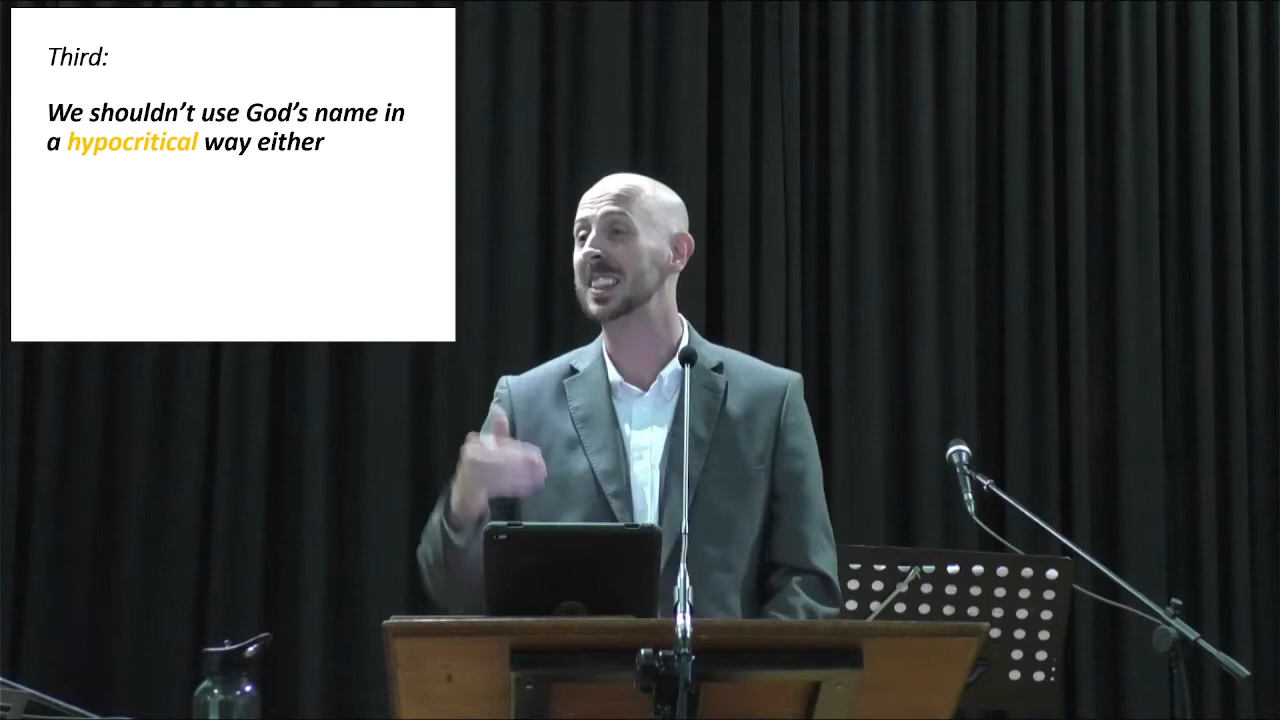 Third:
We shouldn’t use God’s name in
a hypocritical way either